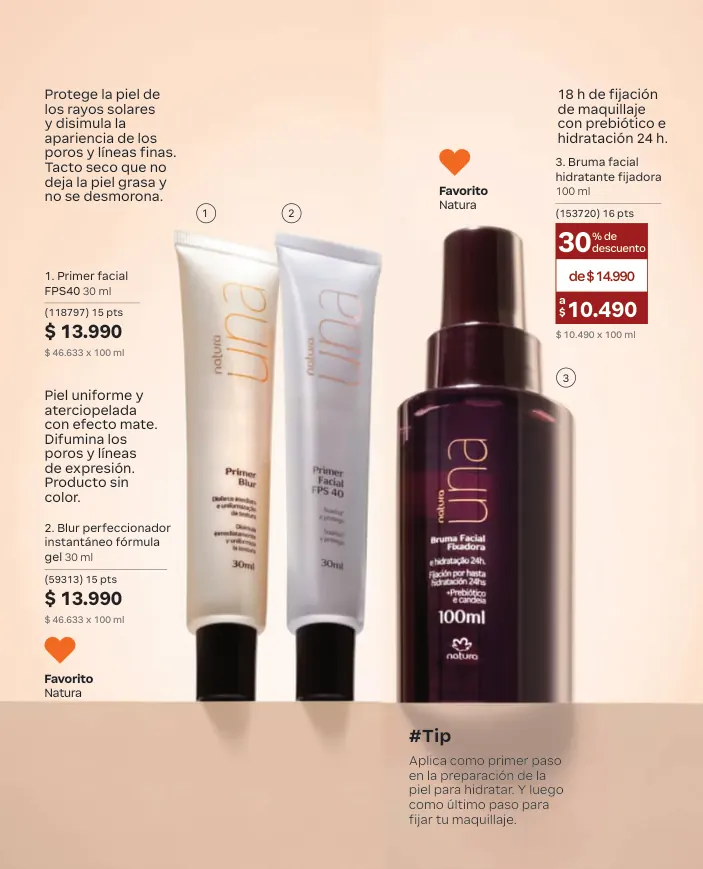 Protege la piel de
los rayos solares
y disimula la
apariencia de los
poros y líneas finas.
Tacto seco que no
deja la piel grasa y
no se desmorona.
1. Primer facial
FPS40 30 ml
(118797) 15 pts
$ 13.990
$ 46.633 x 100 ml
Piel uniforme y
aterciopelada
con efecto mate.
Difumina los
poros y líneas
de expresión.
Producto sin
color.
2. Blur perfeccionador
instantáneo fórmula
gel 30 ml
(59313) 15 pts
$ 13.990
$ 46.633 x 100 ml
Favorito
Natura
1
natura
una
Primer
Blur
e uniformização
de textura
Disimula
inmediatamente
y uniforma
la textura
30ml
2
natura
una
Primer
Facial
FPS 40
30ml
Favorito
Natura
3
natura
una
Bruma Facial
Fixadora
e hidratação 24h.
Fijación por hasta
hidratación 24hs
+Prebiótico
e candeia
100ml
natura
18 h de fijación
de maquillaje
con prebiótico e
hidratación 24 h.
3. Bruma facial
hidratante fijadora
100 ml
(153720) 16 pts
30% de
descuento
de $ 14.990
a
$ 10.490
$ 10.490 x 100 ml
#Tip
Aplica como primer paso
en la preparación de la
piel para hidratar. Y luego
como último paso para
fijar tu maquillaje.